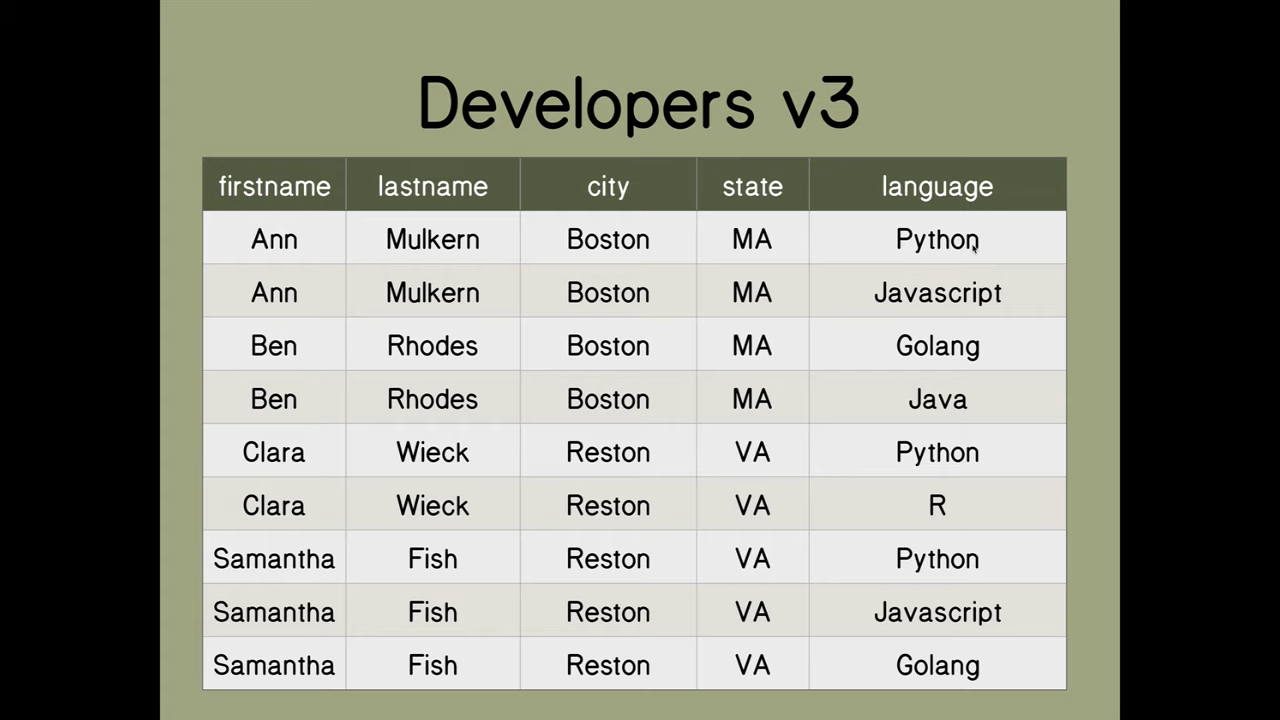 Developers v3
firstname lastname city state language
Ann Mulkern Boston MA Python
Ann Mulkern Boston MA Javascript
Ben Rhodes Boston MA Golang
Ben Rhodes Boston MA Java
Clara Wieck Reston VA Python
Clara Wieck Reston VA R
Samantha Fish Reston VA Python
Samantha Fish Reston VA Javascript
Samantha Fish Reston VA Golang